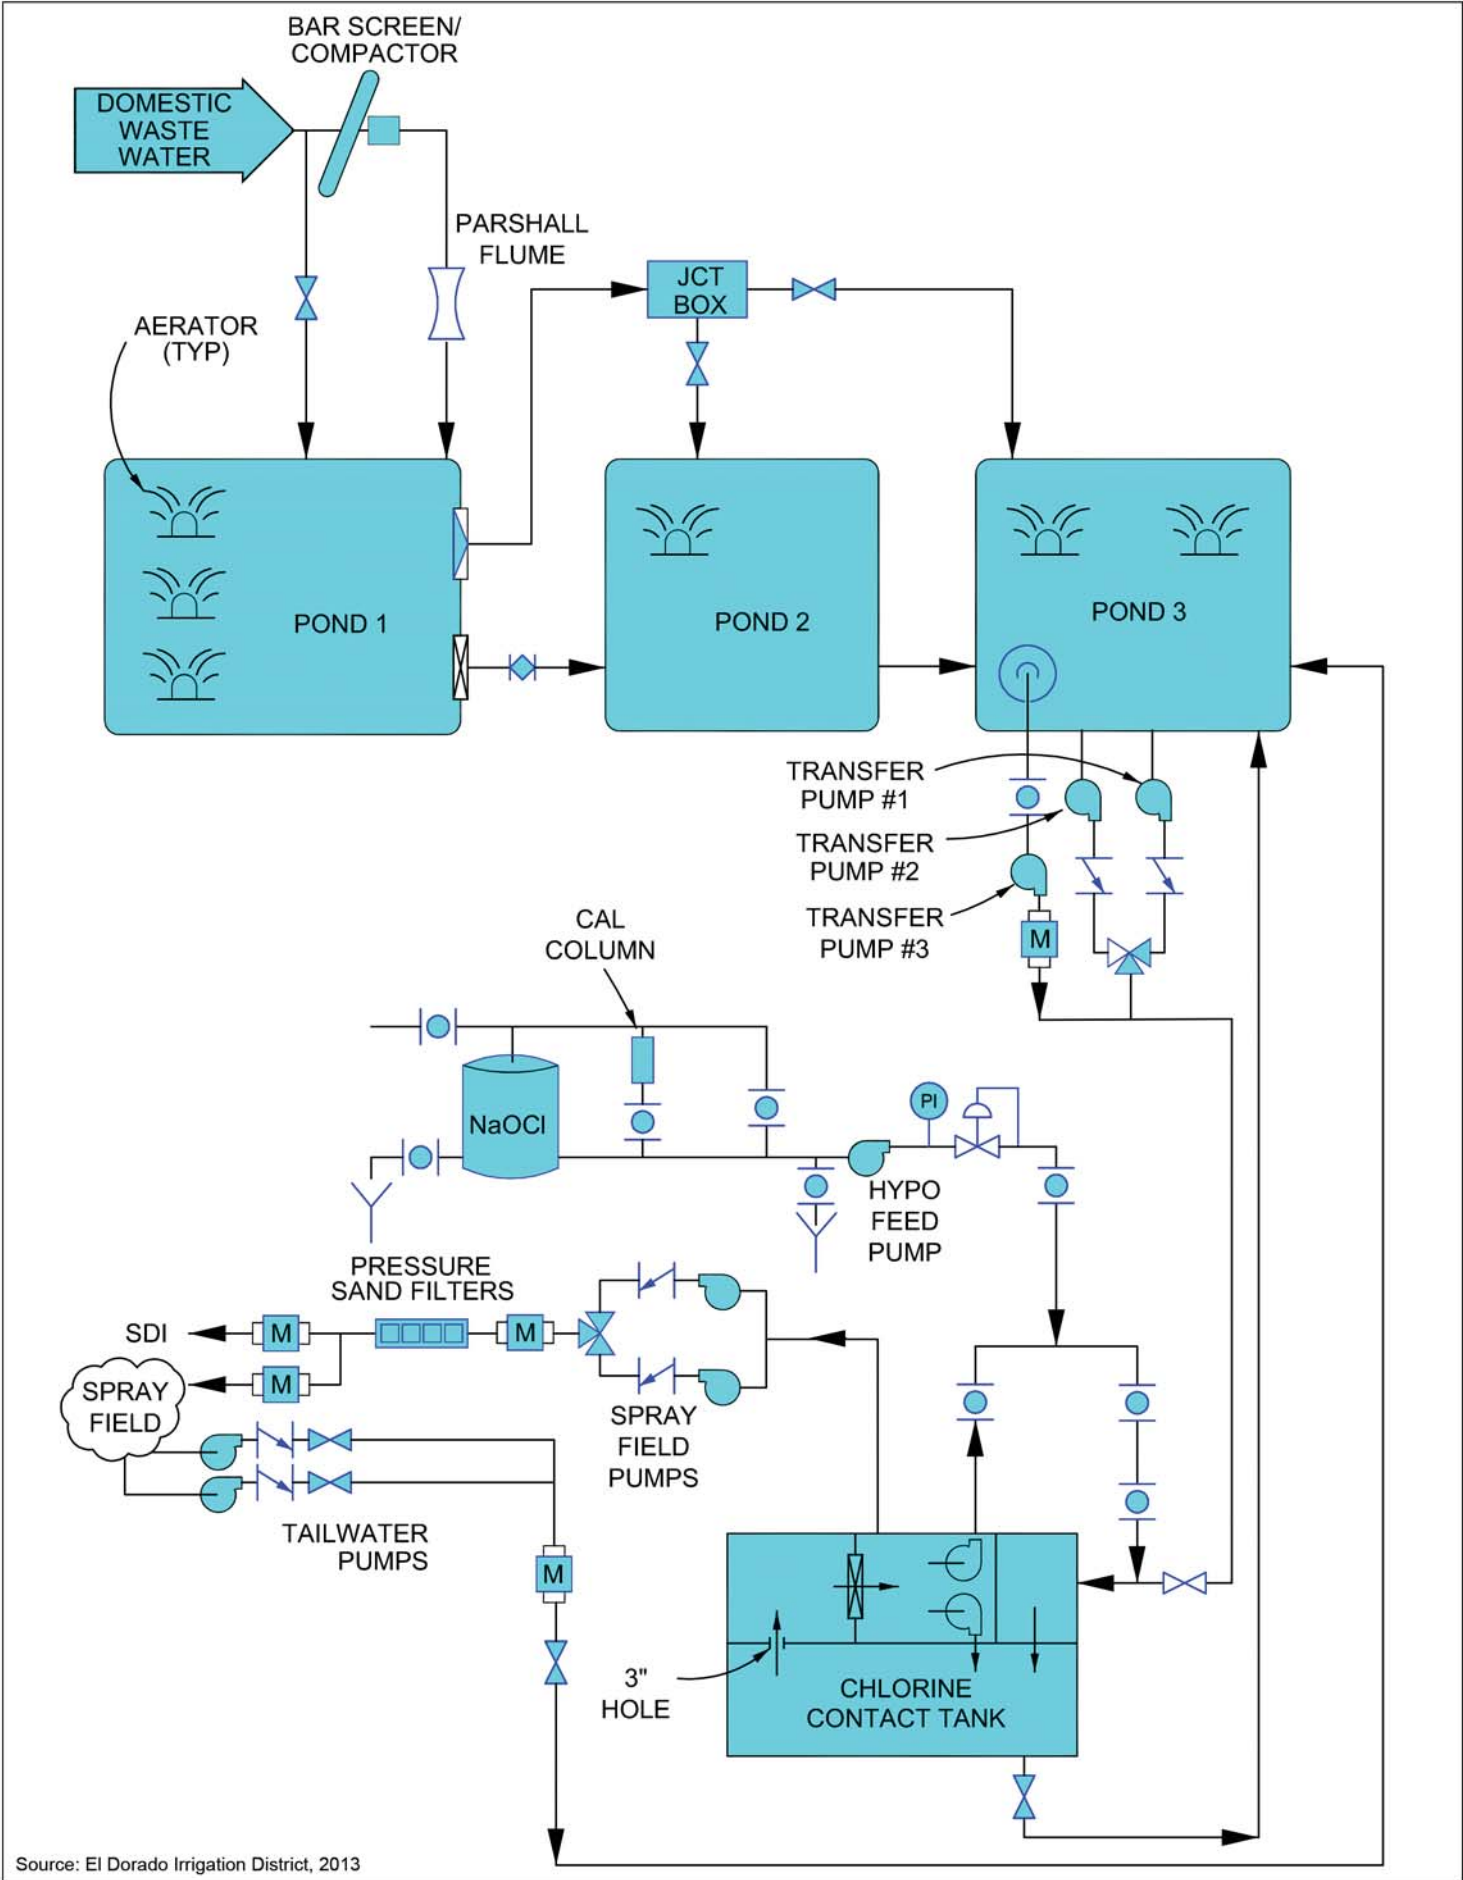 BAR SCREEN/
COMPACTOR
DOMESTIC
WASTE
WATER
PARSHALL
FLUME
JCT
BOX
AERATOR
(TYP)
POND 1
POND 2
POND 3
TRANSFER
PUMP #1
TRANSFER
PUMP #2
TRANSFER
PUMP #3
M
CAL
COLUMN
NaOCl
PI
HYPO
FEED
PUMP
PRESSURE
SAND FILTERS
SDI
M
M
M
SPRAY
FIELD
SPRAY
FIELD
PUMPS
TAILWATER
PUMPS
M
3"
HOLE
CHLORINE
CONTACT TANK
Source: El Dorado Irrigation District, 2013